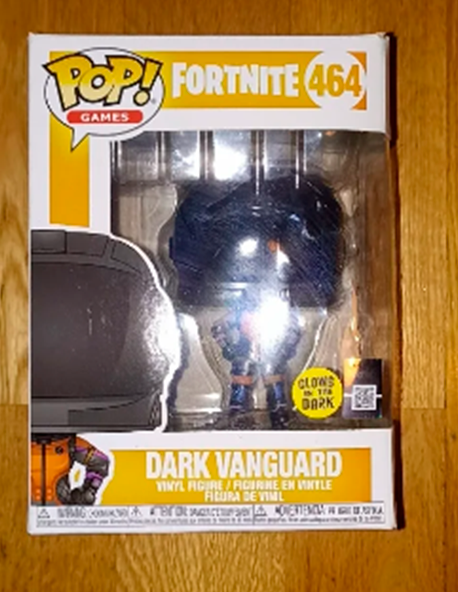 POP!
GAMES
FORTNITE 464
GLOWS
IN THE
DARK
DARK VANGUARD
VINYL FIGURE / FIGURINE EN VINYLE
FIGURA DE VINIL
WARNING: ATTENTION: ADVERTENCIA: